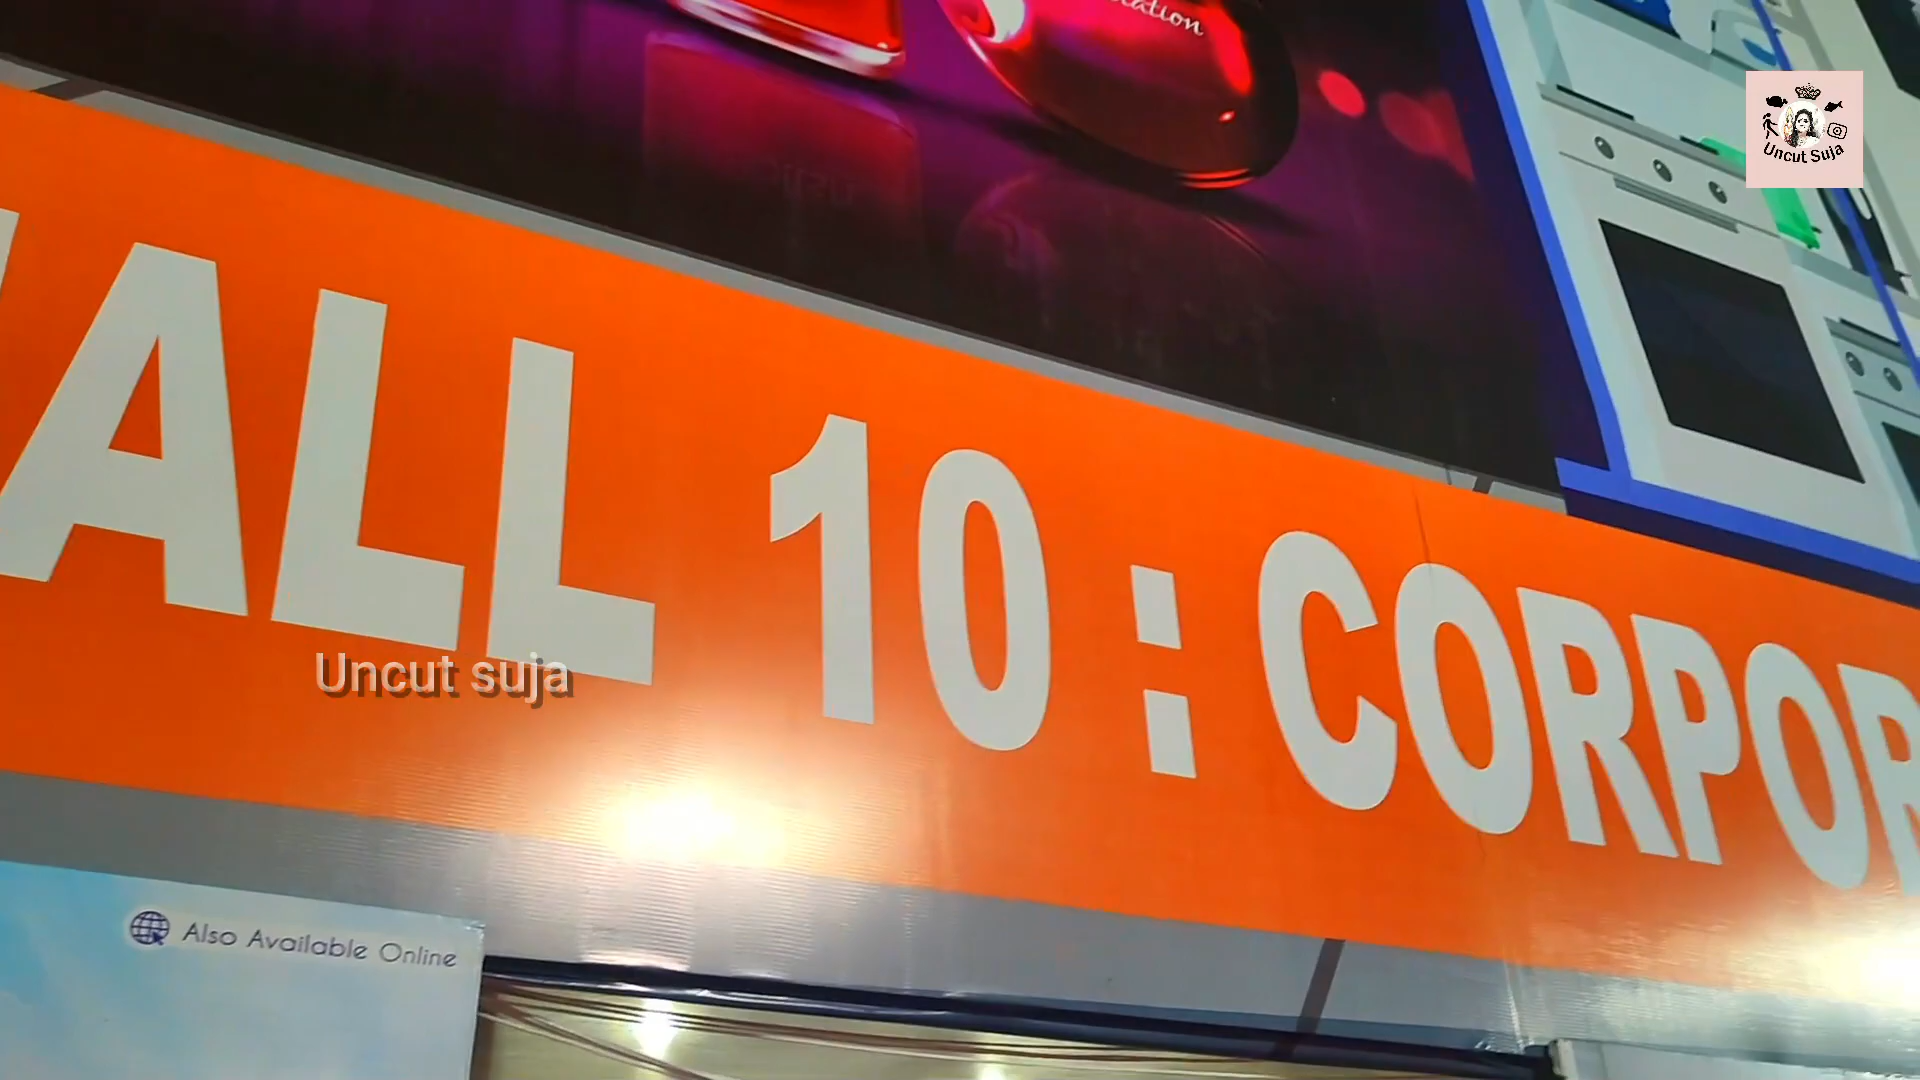 Uncut Suja
ALL 10 : CORPOR
Uncut suja
Also Available Online